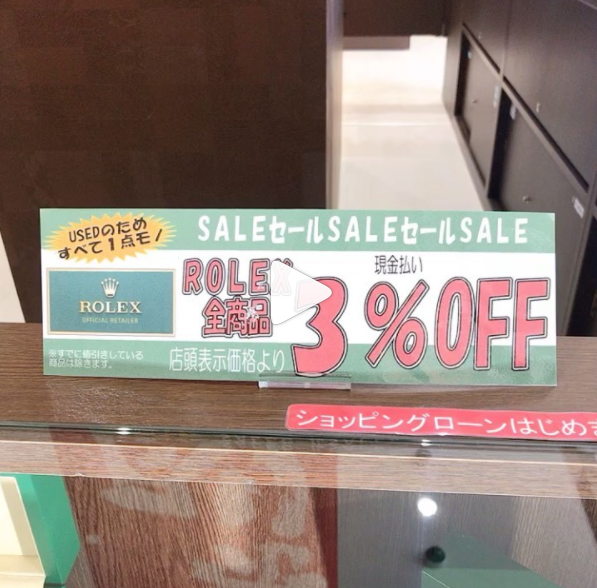 USEDのため
すべて1点モノ
SALEセールSALEセールSALE
ROLEX
OFFICIAL RETAILER
ROLEX
全商品
現金払い
3%OFF
店頭表示価格より
※すでに値引きしている
商品は除きます。
ショッピングローンはじめま